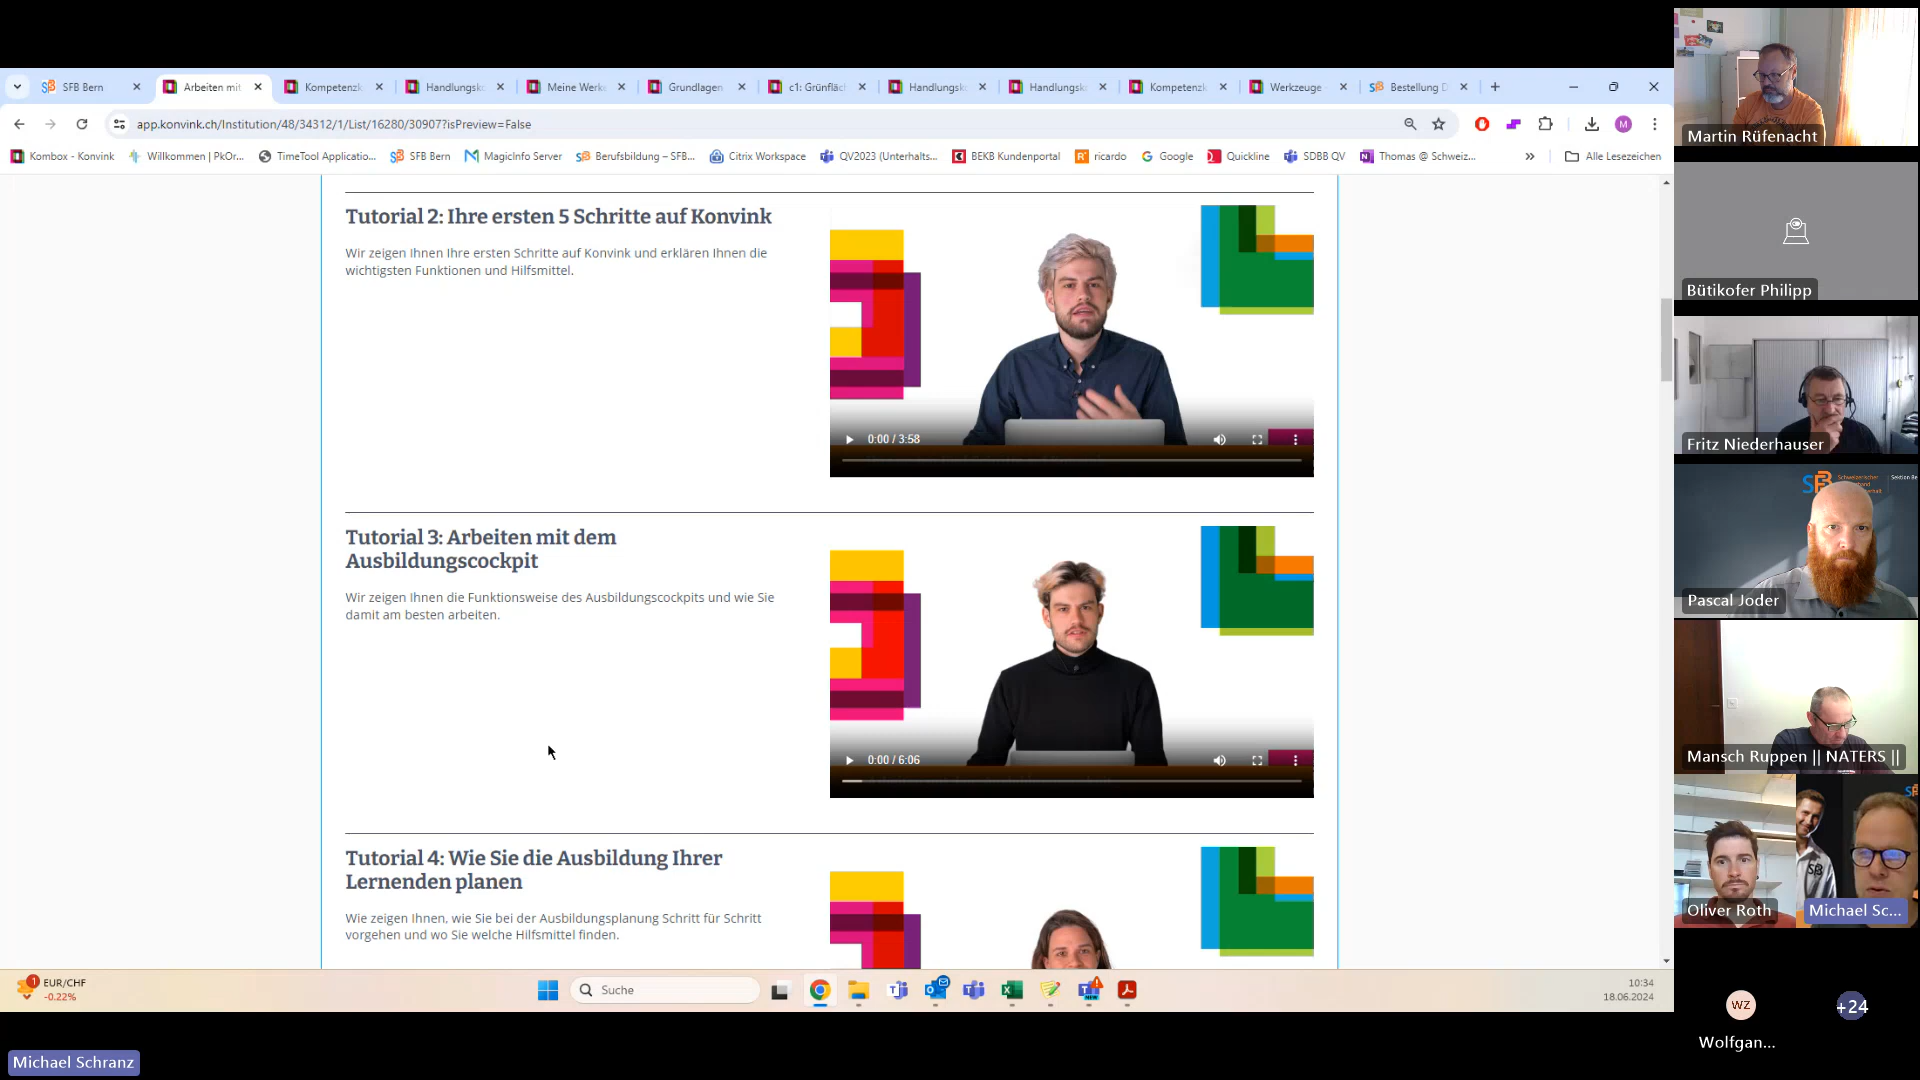 SFB Bern
Arbeiten mit
Kompetenzk
Handlungsko
Meine Werk
Grundlagen
c1: Grünfläch
Handlungsk
Handlungsko
Kompetenzk
Werkzeuge -
Bestellung D
app.konvink.ch/Institution/48/34312/1/List/16280/30907?isPreview=False
M
Kombox - Konvink
Willkommen | PkOr...
TimeTool Applicatio...
SFB Bern
MagicInfo Server
Berufsbildung – SFB...
Citrix Workspace
QV2023 (Unterhalts...
BEKB Kundenportal
ricardo
Google
Quickline
SDBB QV
Thomas @ Schweiz...
»
Alle Lesezeichen
Tutorial 2: Ihre ersten 5 Schritte auf Konvink
Wir zeigen Ihnen Ihre ersten Schritte auf Konvink und erklären Ihnen die
wichtigsten Funktionen und Hilfsmittel.
0:00 / 3:58
Tutorial 3: Arbeiten mit dem
Ausbildungscockpit
Wir zeigen Ihnen die Funktionsweise des Ausbildungscockpits und wie Sie
damit am besten arbeiten.
0:00 / 6:06
Tutorial 4: Wie Sie die Ausbildung Ihrer
Lernenden planen
Wie zeigen Ihnen, wie Sie bei der Ausbildungsplanung Schritt für Schritt
vorgehen und wo Sie welche Hilfsmittel finden.
1
EUR/CHF
-0.22%
Suche
10:34
18.06.2024
Michael Schranz
Martin Rüfenacht
Bütikofer Philipp
Fritz Niederhauser
SFB
Pascal Joder
Mansch Ruppen || NATERS ||
Oliver Roth
Michael Sc...
WZ
+24
Wolfgan...